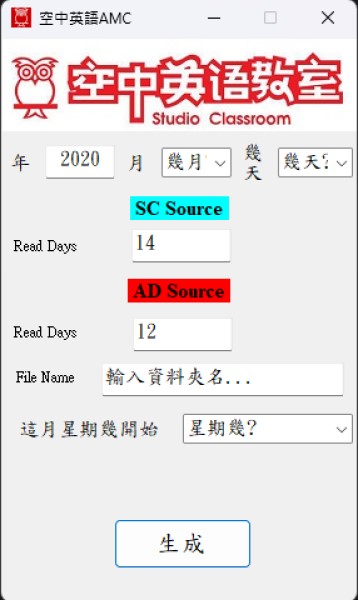 空中英語AMC
空中英语教室
Studio Classroom
年 2020 月 幾月 幾天 幾天?
SC Source
Read Days 14
AD Source
Read Days 12
File Name 輸入資料夾名...
這月星期幾開始 星期幾?
生成